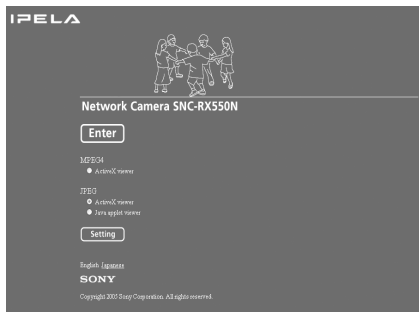 IPELA
Network Camera SNC-RX550N
Enter
MPEG4
ActiveX viewer
JPEG
ActiveX viewer
Java applet viewer
Setting
English Japanese
SONY
Copyright 2005 Sony Corporation. All rights reserved.